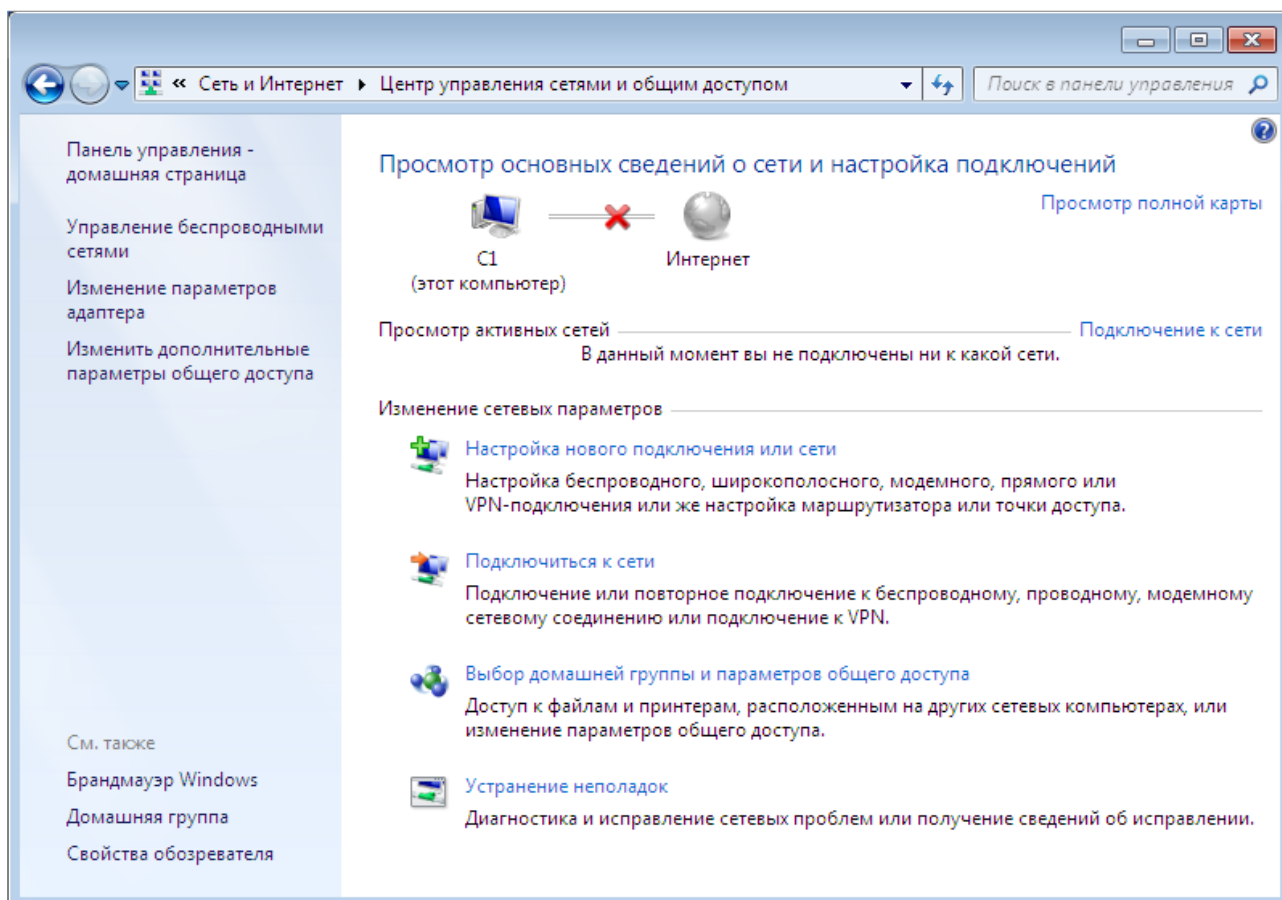 « Сеть и Интернет ▸ Центр управления сетями и общим доступом
Поиск в панели управления
Панель управления -
домашняя страница
Управление беспроводными
сетями
Изменение параметров
адаптера
Изменить дополнительные
параметры общего доступа
См. также
Брандмауэр Windows
Домашняя группа
Свойства обозревателя
Просмотр основных сведений о сети и настройка подключений
Просмотр полной карты
C1
(этот компьютер)
Интернет
Просмотр активных сетей
Подключение к сети
В данный момент вы не подключены ни к какой сети.
Изменение сетевых параметров
Настройка нового подключения или сети
Настройка беспроводного, широкополосного, модемного, прямого или
VPN-подключения или же настройка маршрутизатора или точки доступа.
Подключиться к сети
Подключение или повторное подключение к беспроводному, проводному, модемному
сетевому соединению или подключение к VPN.
Выбор домашней группы и параметров общего доступа
Доступ к файлам и принтерам, расположенным на других сетевых компьютерах, или
изменение параметров общего доступа.
Устранение неполадок
Диагностика и исправление сетевых проблем или получение сведений об исправлении.